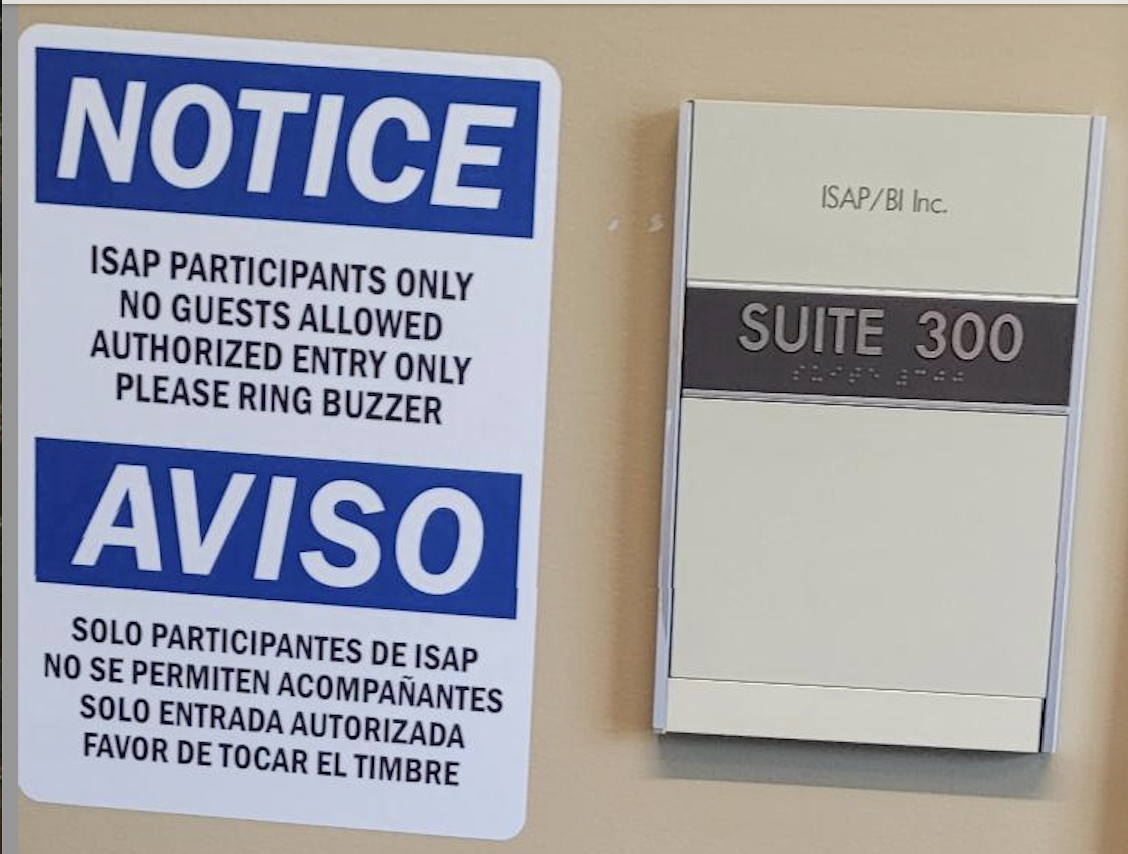 NOTICE
ISAP PARTICIPANTS ONLY
NO GUESTS ALLOWED
AUTHORIZED ENTRY ONLY
PLEASE RING BUZZER
AVISO
SOLO PARTICIPANTES DE ISAP
NO SE PERMITEN ACOMPAÑANTES
SOLO ENTRADA AUTORIZADA
FAVOR DE TOCAR EL TIMBRE
ISAP/BI Inc.
SUITE 300